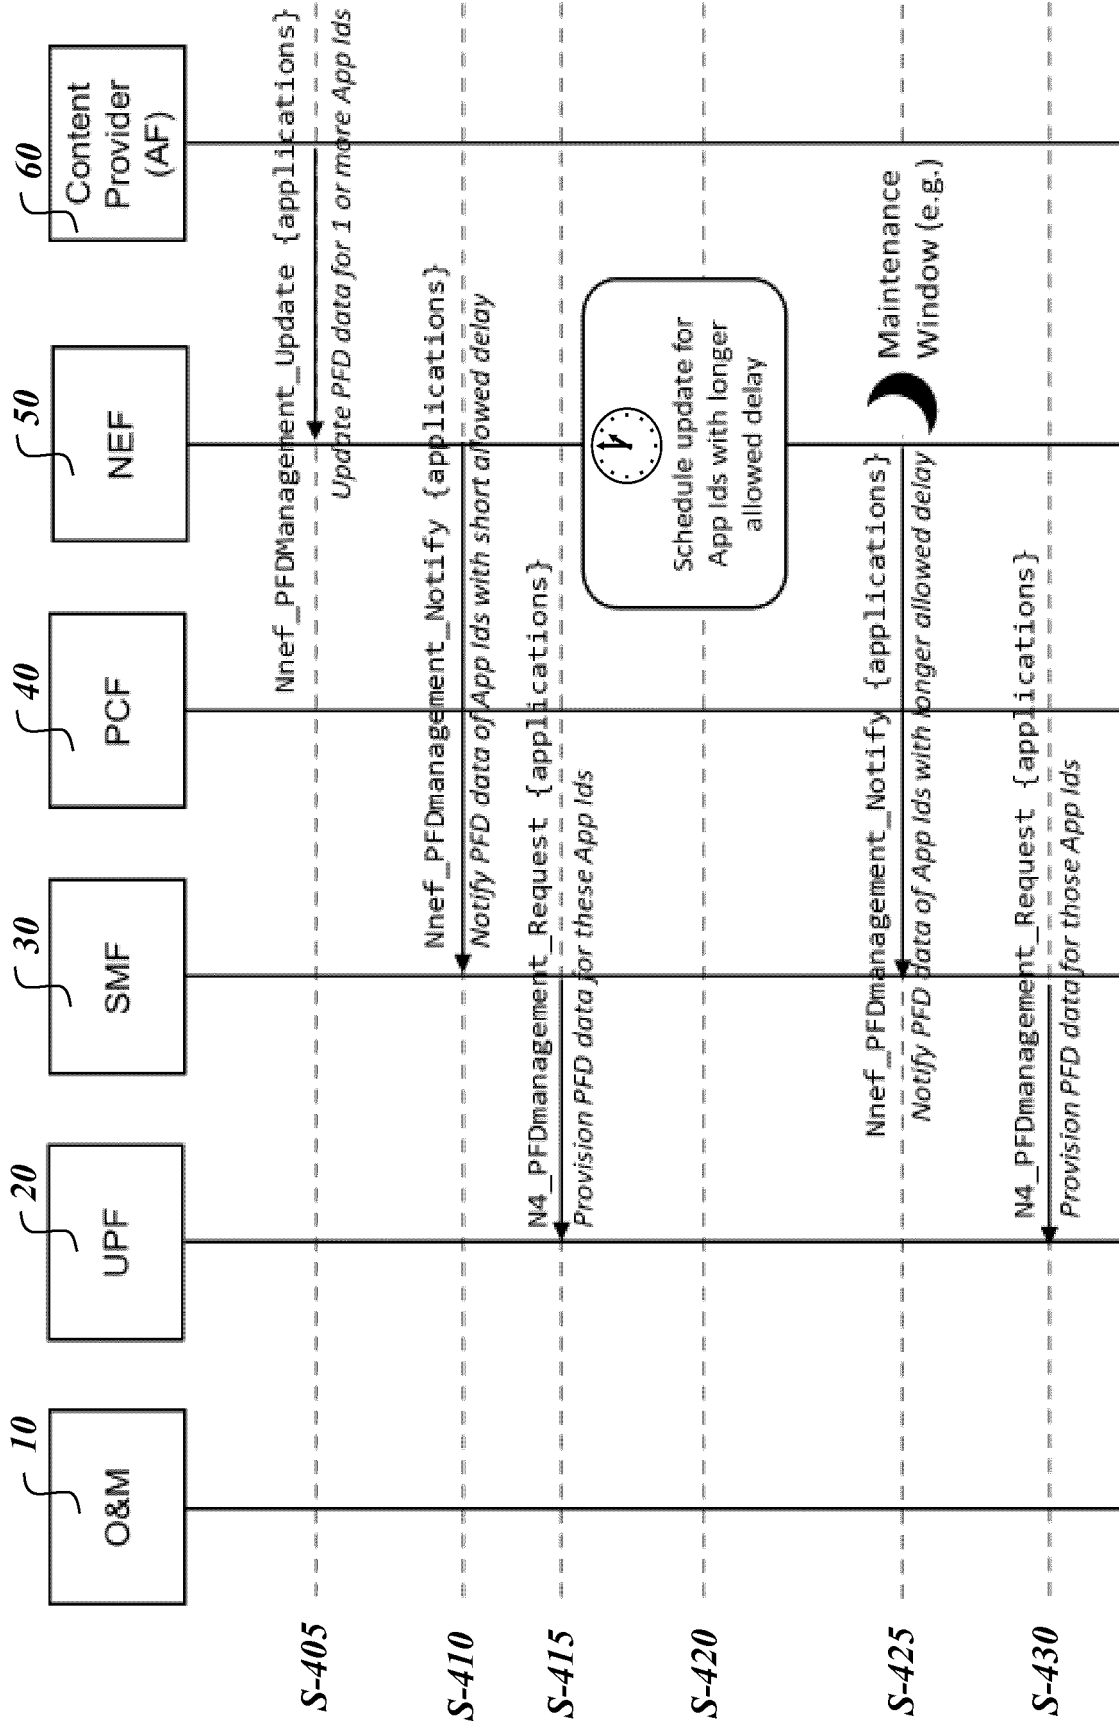 10
20
30
40
50
60
O&M
UPF
SMF
PCF
NEF
Content
Provider
(AF)
S-405
Nnef_PFDManagement_Update {applications}
Update PFD data for 1 or more App Ids
S-410
Nnef_PFDmanagement_Notify {applications}
Notify PFD data of App Ids with short allowed delay
S-415
N4_PFDmanagement_Request {applications}
Provision PFD data for these App Ids
S-420
Schedule update for
App Ids with longer
allowed delay
S-425
Nnef_PFDmanagement_Notify {applications}
Notify PFD data of App Ids with longer allowed delay
Maintenance
Window (e.g.)
S-430
N4_PFDmanagement_Request {applications}
Provision PFD data for those App Ids